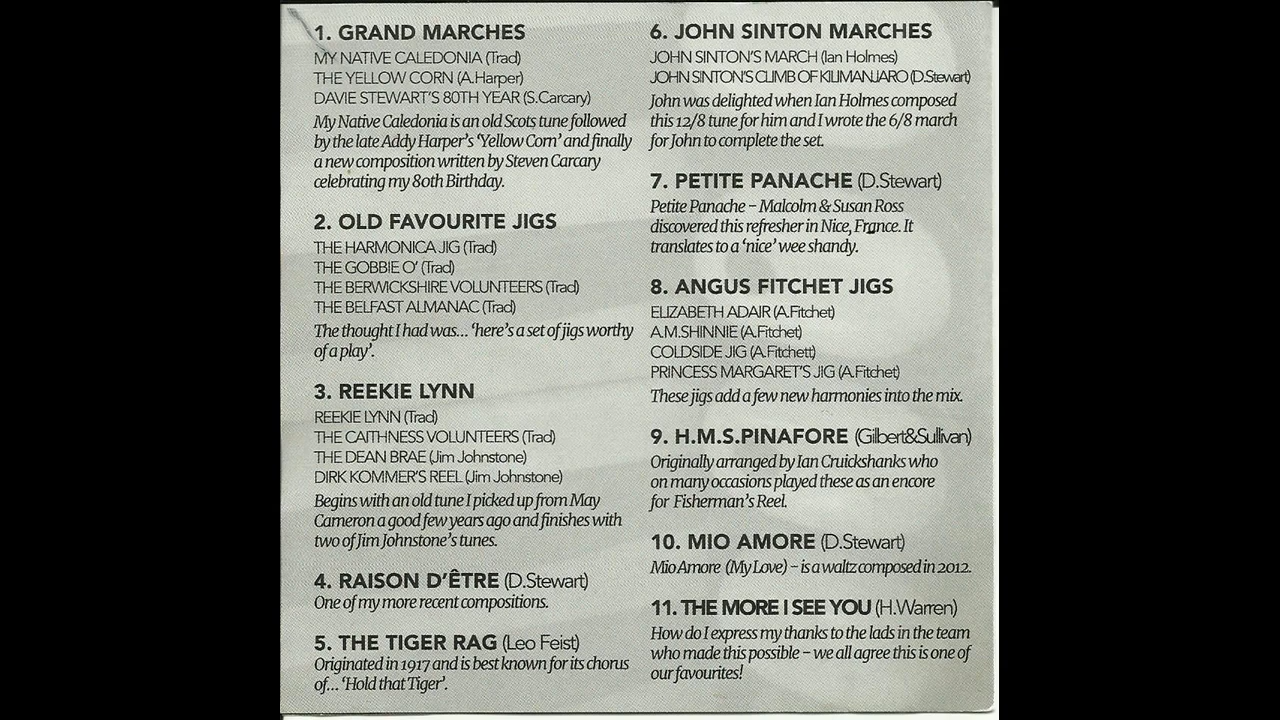 1. GRAND MARCHES
MY NATIVE CALEDONIA (Trad)
THE YELLOW CORN (A.Harper)
DAVIE STEWART'S 80TH YEAR (S.Carcary)
My Native Caledonia is an old Scots tune followed
by the late Addy Harper's 'Yellow Corn' and finally
a new composition written by Steven Carcary
celebrating my 80th Birthday.
2. OLD FAVOURITE JIGS
THE HARMONICA JIG (Trad)
THE GOBBIE O' (Trad)
THE BERWICKSHIRE VOLUNTEERS (Trad)
THE BELFAST ALMANAC (Trad)
The thought I had was... 'here's a set of jigs worthy
of a play'.
3. REEKIE LYNN
REEKIE LYNN (Trad)
THE CAITHNESS VOLUNTEERS (Trad)
THE DEAN BRAE (Jim Johnstone)
DIRK KOMMER'S REEL (Jim Johnstone)
Begins with an old tune I picked up from May
Cameron a good few years ago and finishes with
two of Jim Johnstone's tunes.
4. RAISON D'ÊTRE (D.Stewart)
One of my more recent compositions.
5. THE TIGER RAG (Leo Feist)
Originated in 1917 and is best known for its chorus
of... 'Hold that Tiger'.
6. JOHN SINTON MARCHES
JOHN SINTON'S MARCH (Ian Holmes)
JOHN SINTON'S CLIMB OF KILIMANJARO (D.Stewart)
John was delighted when Ian Holmes composed
this 12/8 tune for him and I wrote the 6/8 march
for John to complete the set.
7. PETITE PANACHE (D.Stewart)
Petite Panache – Malcolm & Susan Ross
discovered this refresher in Nice, France. It
translates to a 'nice' wee shandy.
8. ANGUS FITCHET JIGS
ELIZABETH ADAIR (A.Fitchet)
A.M.SHINNIE (A.Fitchet)
COLDSIDE JIG (A.Fitchett)
PRINCESS MARGARET'S JIG (A.Fitchet)
These jigs add a few new harmonies into the mix.
9. H.M.S.PINAFORE (Gilbert&Sullivan)
Originally arranged by Ian Cruickshanks who
on many occasions played these as an encore
for Fisherman's Reel.
10. MIO AMORE (D.Stewart)
Mio Amore (My Love) – is a waltz composed in 2012.
11. THE MORE I SEE YOU (H.Warren)
How do I express my thanks to the lads in the team
who made this possible – we all agree this is one of
our favourites!